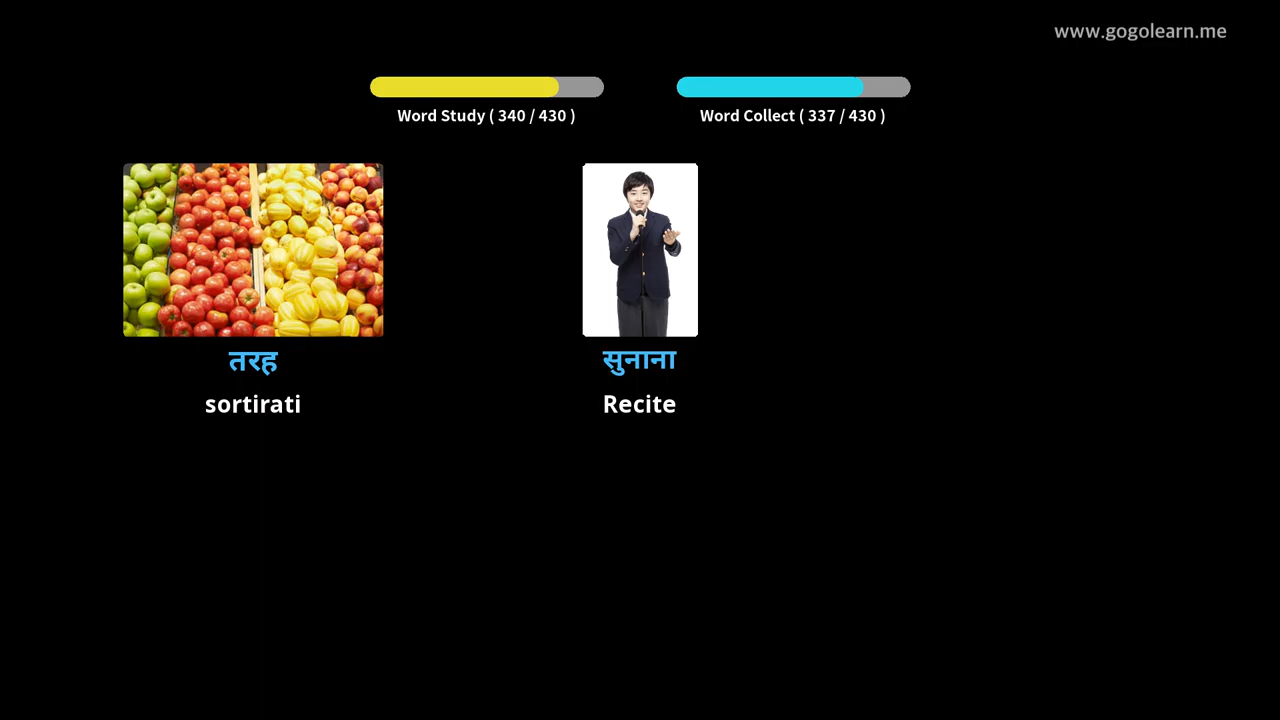 www.gogolearn.me
Word Study ( 340 / 430 )
Word Collect ( 337 / 430 )
तरह
सुनाना
sortirati
Recite